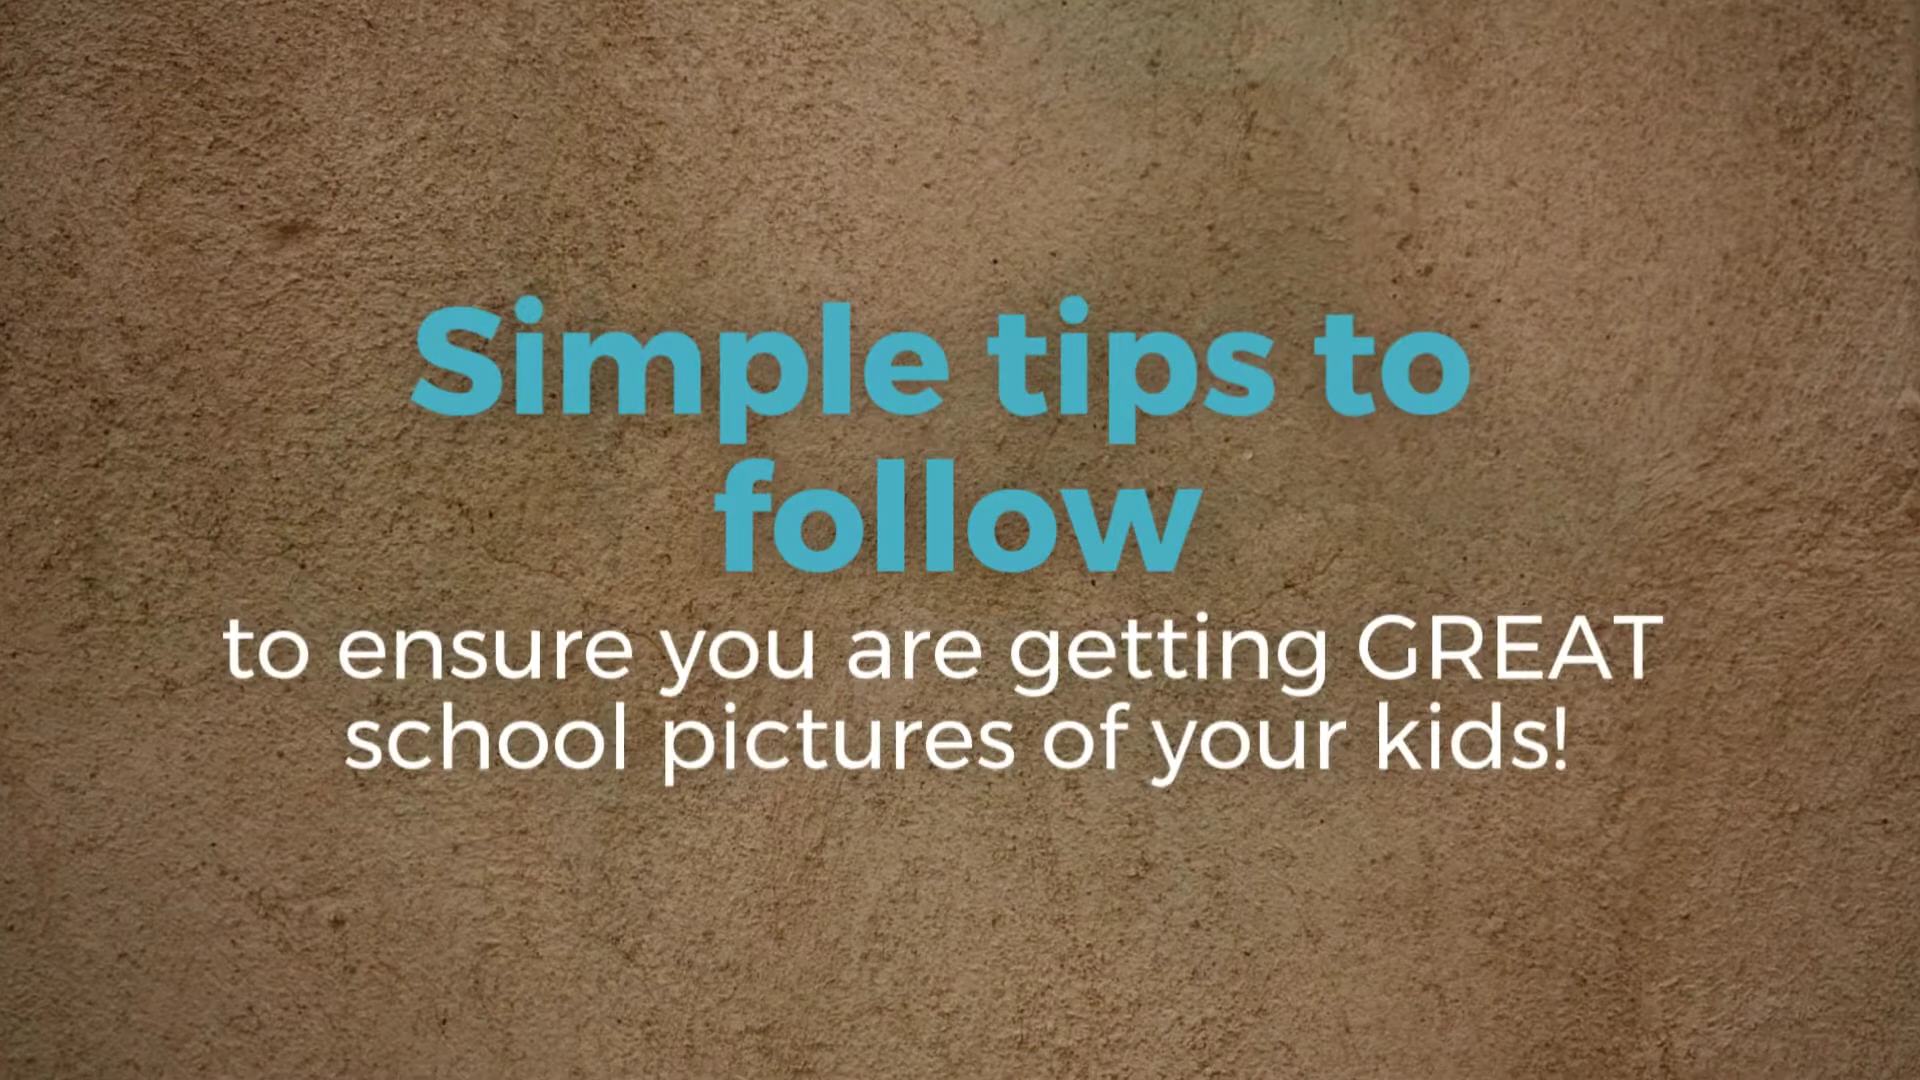 Simple tips to
follow
to ensure you are getting GREAT
school pictures of your kids!